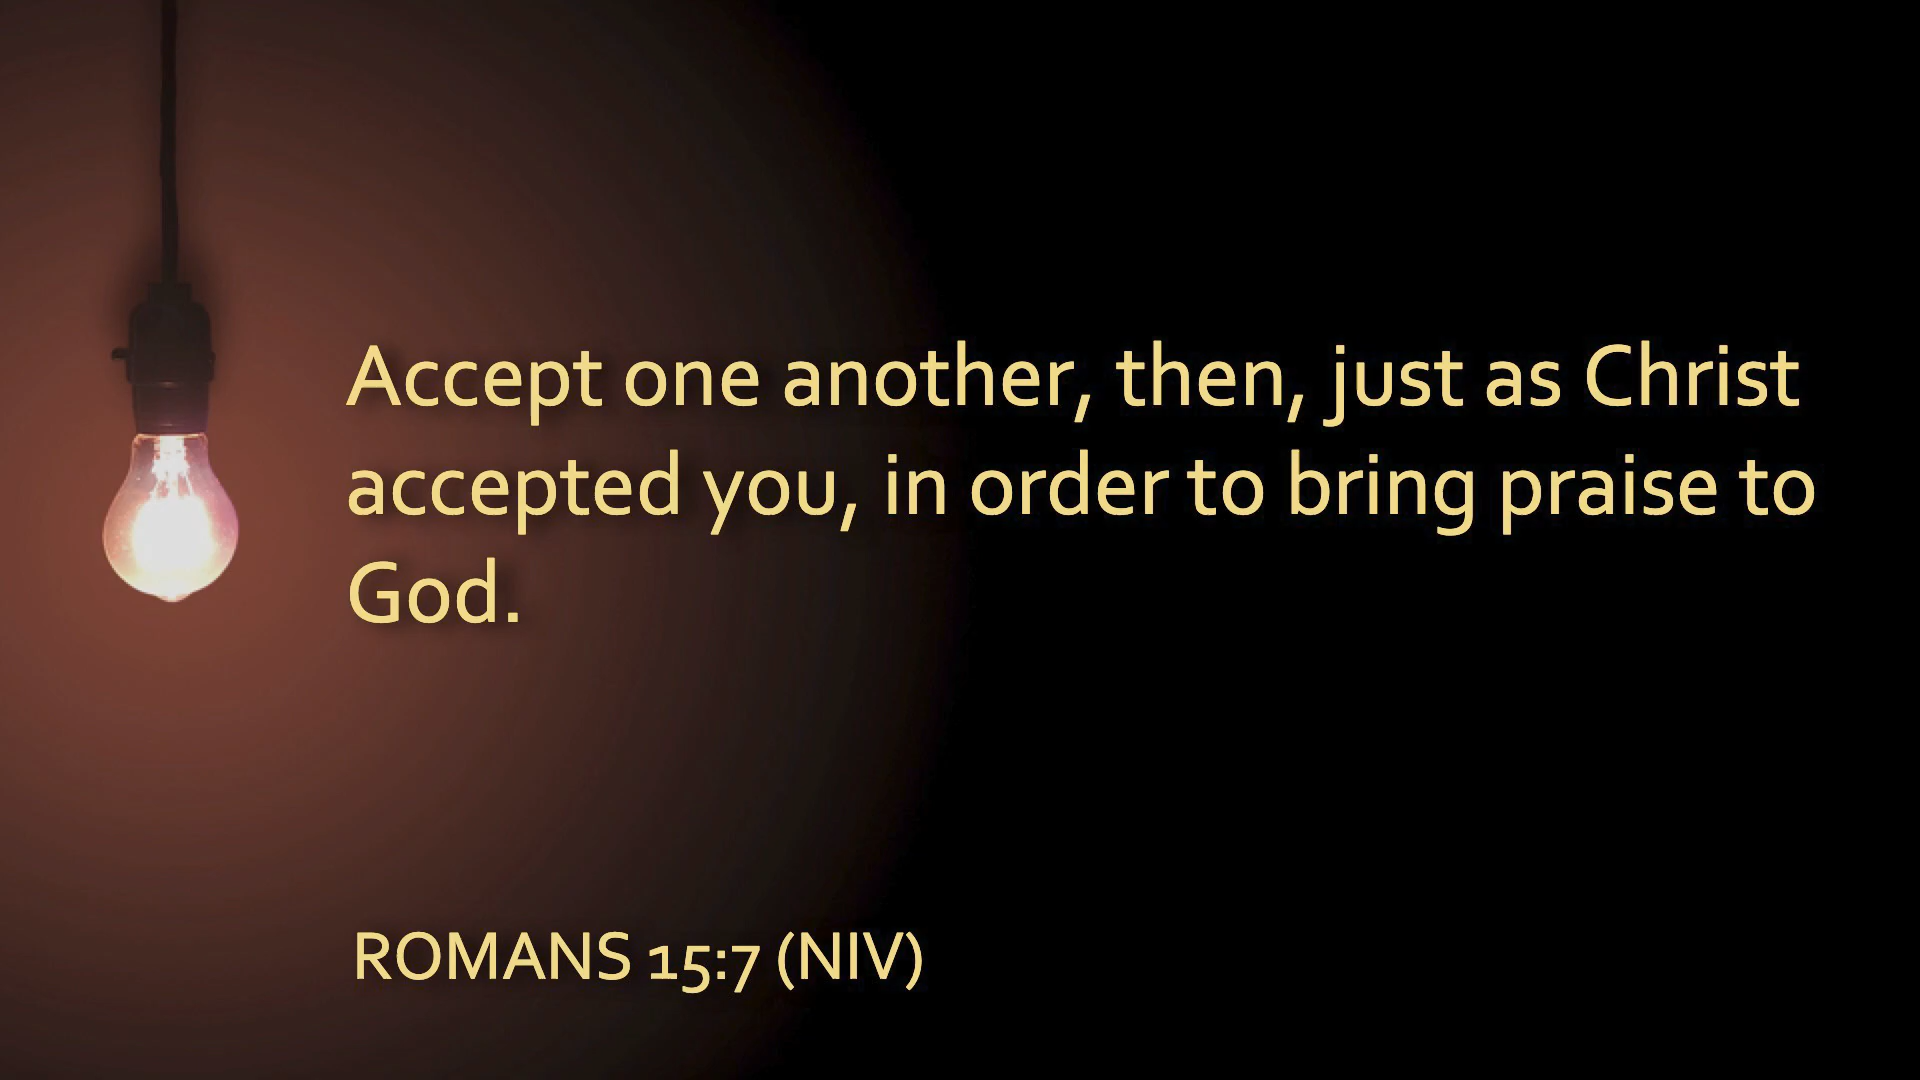 Accept one another, then, just as Christ
accepted you, in order to bring praise to
God.
ROMANS 15:7 (NIV)